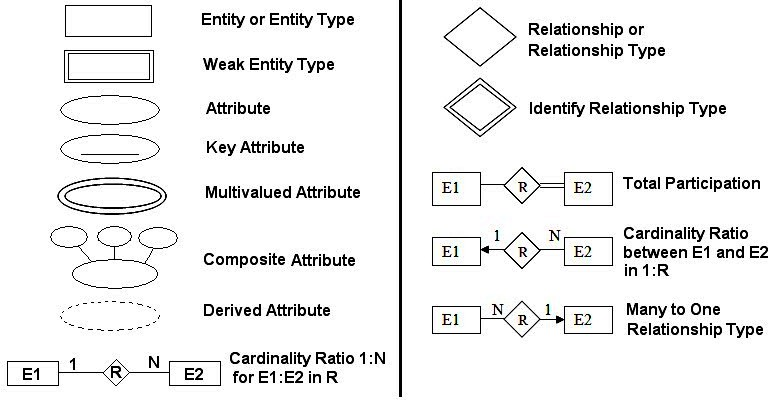 Entity or Entity Type
Weak Entity Type
Attribute
Key Attribute
Multivalued Attribute
Composite Attribute
Derived Attribute
E1 1 R N E2
Cardinality Ratio 1:N
for E1:E2 in R
Relationship or
Relationship Type
Identify Relationship Type
E1 R E2
Total Participation
E1 1 R N E2
Cardinality Ratio
between E1 and E2
in 1:R
E1 N R 1 E2
Many to One
Relationship Type